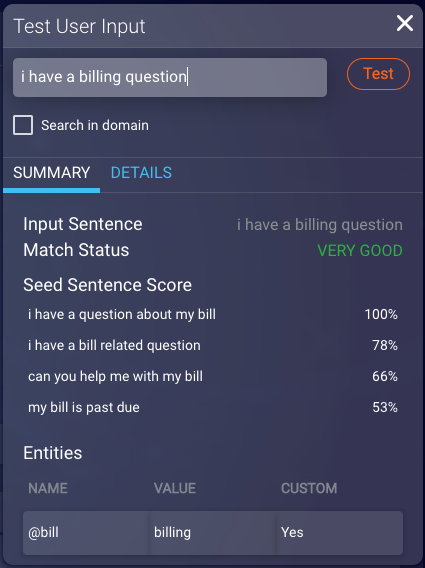 Test User Input
i have a billing question
Test
Search in domain
SUMMARY DETAILS
Input Sentence i have a billing question
Match Status VERY GOOD
Seed Sentence Score
i have a question about my bill 100%
i have a bill related question 78%
can you help me with my bill 66%
my bill is past due 53%
Entities
NAME VALUE CUSTOM
@bill billing Yes